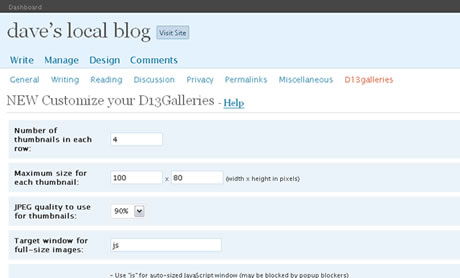 Dashboard
dave's local blog Visit Site
Write Manage Design Comments
General Writing Reading Discussion Privacy Permalinks Miscellaneous D13galleries
NEW Customize your D13Galleries - Help
Number of
thumbnails in each
row:
4
Maximum size for
each thumbnail:
100 x 80 (width x height in pixels)
JPEG quality to use
for thumbnails:
90%
Target window for
full-size images:
js
- Use "js" for auto-sized JavaScript window (may be blocked by popup blockers)